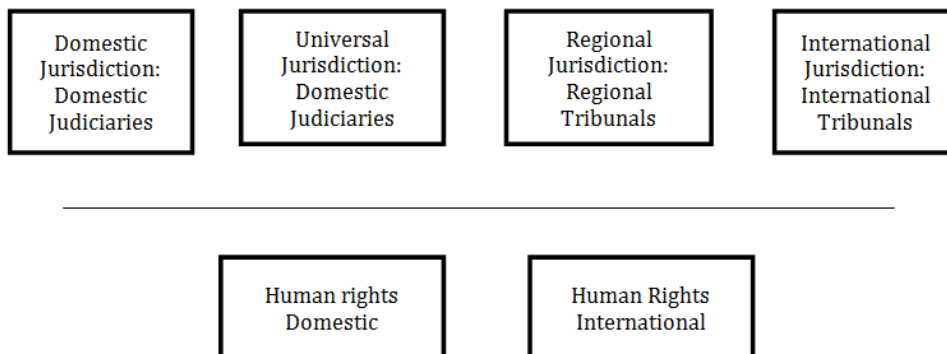 Domestic
Jurisdiction:
Domestic
Judiciaries
Universal
Jurisdiction:
Domestic
Judiciaries
Regional
Jurisdiction:
Regional
Tribunals
International
Jurisdiction:
International
Tribunals
Human rights
Domestic
Human Rights
International